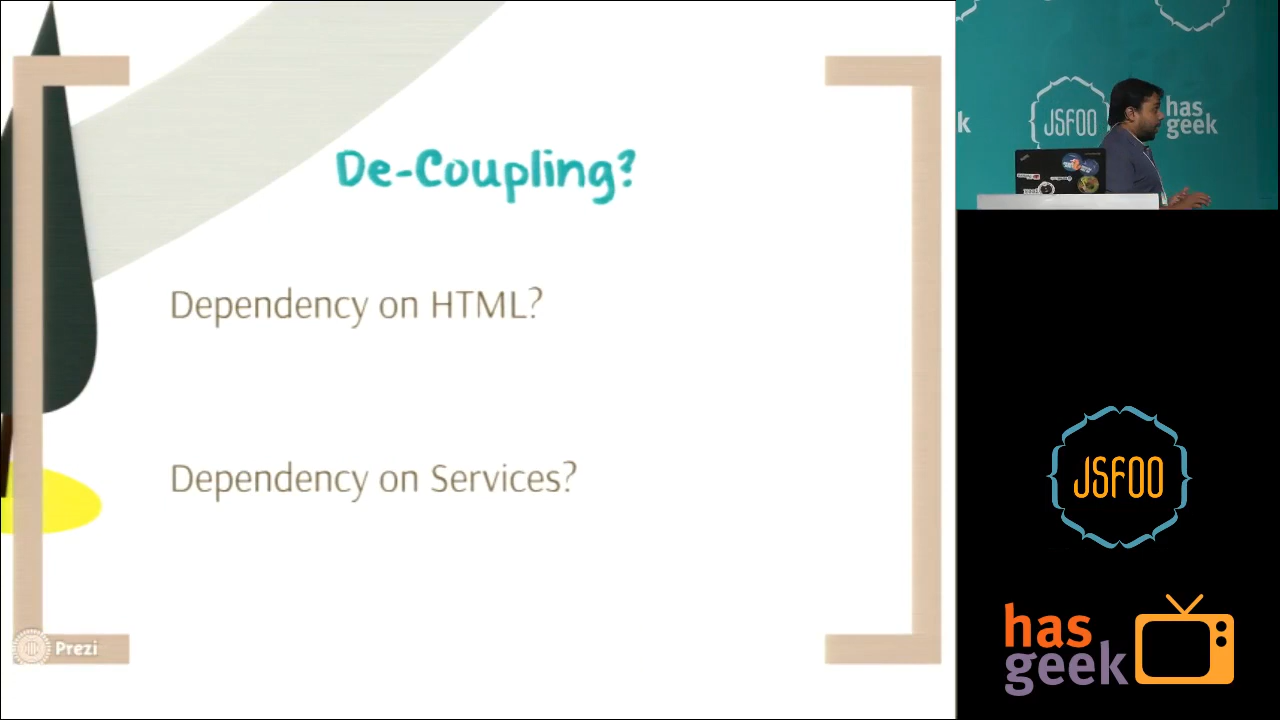 De-Coupling?
Dependency on HTML?
Dependency on Services?
Prezi
JSFOO
has
geek
k
JSFOO
has
geek